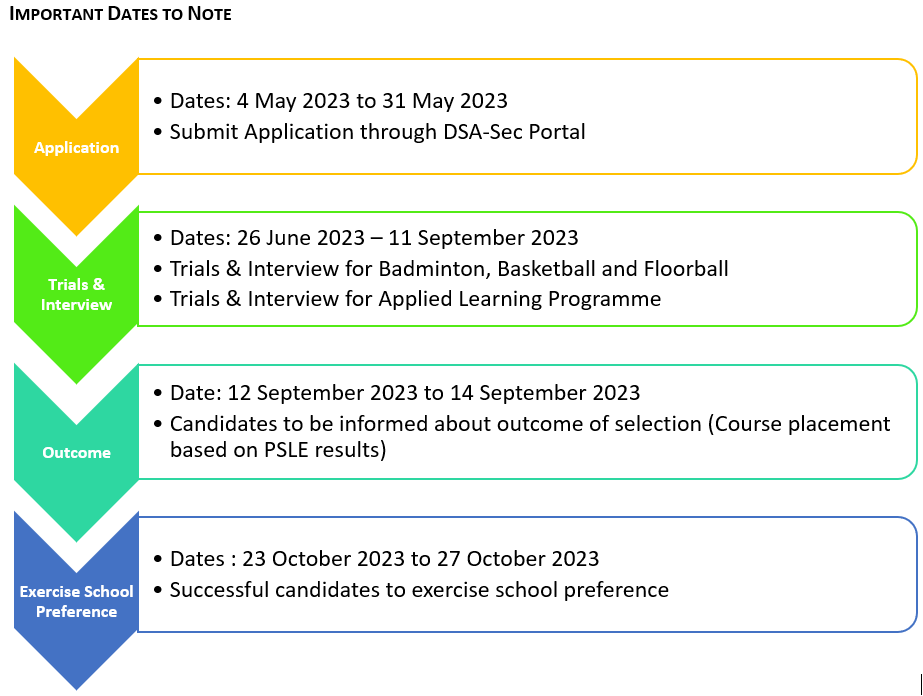 IMPORTANT DATES TO NOTE
Application
• Dates: 4 May 2023 to 31 May 2023
• Submit Application through DSA-Sec Portal
Trials &
Interview
• Dates: 26 June 2023 – 11 September 2023
• Trials & Interview for Badminton, Basketball and Floorball
• Trials & Interview for Applied Learning Programme
Outcome
• Date: 12 September 2023 to 14 September 2023
• Candidates to be informed about outcome of selection (Course placement
based on PSLE results)
Exercise School
Preference
• Dates : 23 October 2023 to 27 October 2023
• Successful candidates to exercise school preference